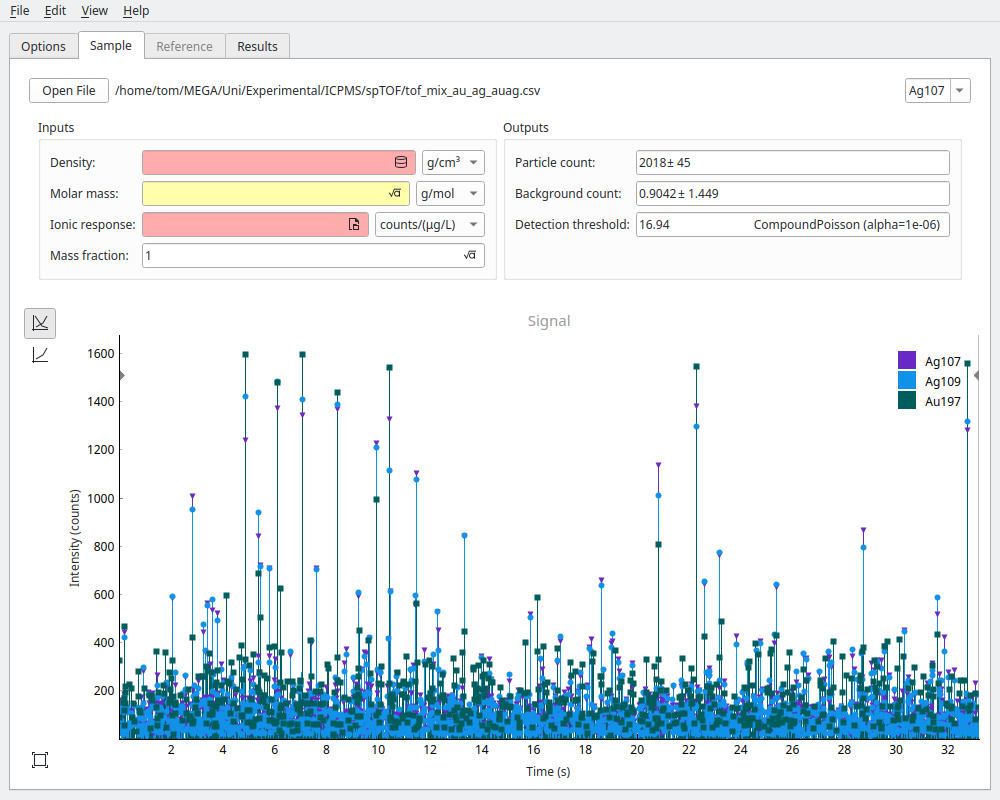 File Edit View Help
Options Sample Reference Results
Open File /home/tom/MEGA/Uni/Experimental/ICPMS/spTOF/tof_mix_au_ag_auag.csv Ag107
Inputs Outputs
Density: g/cm³ Particle count: 2018± 45
Molar mass: √α g/mol Background count: 0.9042± 1.449
Ionic response: counts/(µg/L) Detection threshold: 16.94 CompoundPoisson (alpha=1e-06)
Mass fraction: 1 √α
Signal
1600
1400
1200
1000
800
600
400
200
Intensity (counts)
Ag107
Ag109
Au197
2 4 6 8 10 12 14 16 18 20 22 24 26 28 30 32
Time (s)